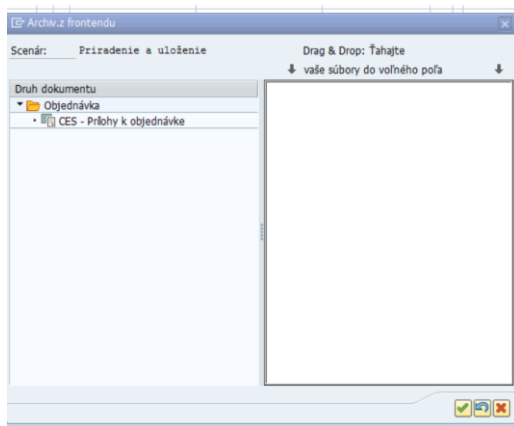 Archiv.z frontendu
Scenár: Priradenie a uloženie
Drag & Drop: Ťahajte
vaše súbory do voľného poľa
Druh dokumentu
Objednávka
CES - Prílohy k objednávke